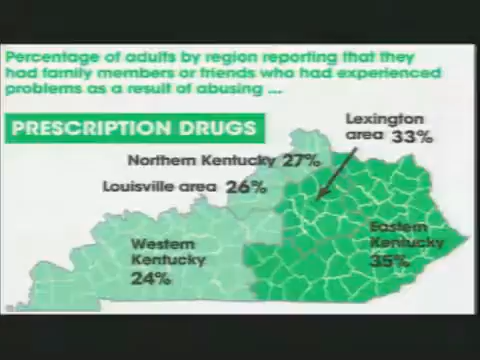 Percentage of adults by region reporting that they
had family members or friends who had experienced
problems as a result of abusing ...
PRESCRIPTION DRUGS
Lexington
area 33%
Northern Kentucky 27%
Louisville area 26%
Western
Kentucky
24%
Eastern
Kentucky
35%